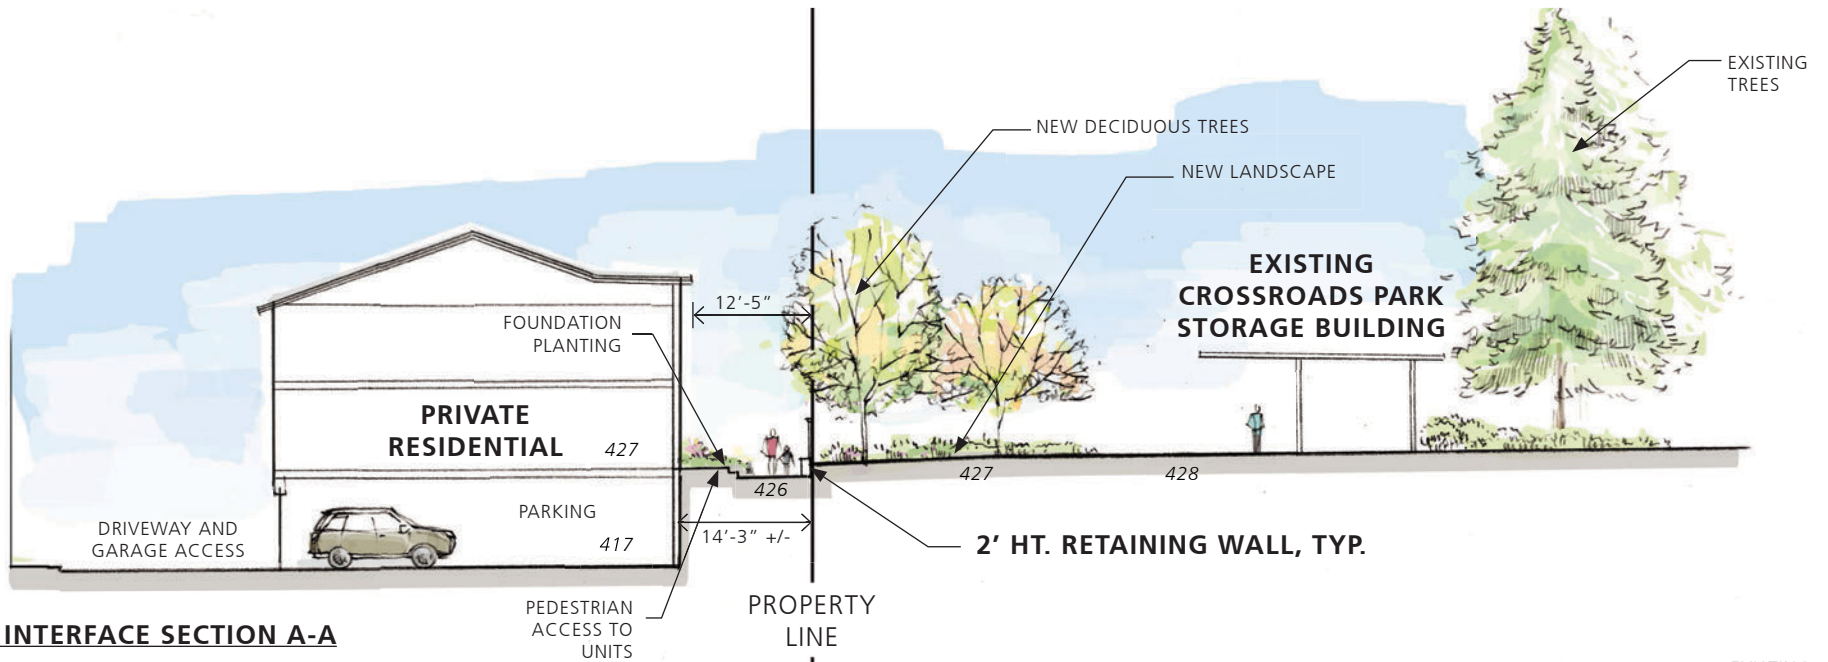 EXISTING
TREES
NEW DECIDUOUS TREES
NEW LANDSCAPE
EXISTING
CROSSROADS PARK
STORAGE BUILDING
12’-5”
FOUNDATION
PLANTING
PRIVATE
RESIDENTIAL
427
426
427
428
PARKING
417
DRIVEWAY AND
GARAGE ACCESS
14’-3” +/-
2’ HT. RETAINING WALL, TYP.
PEDESTRIAN
ACCESS TO
UNITS
PROPERTY
LINE
INTERFACE SECTION A-A